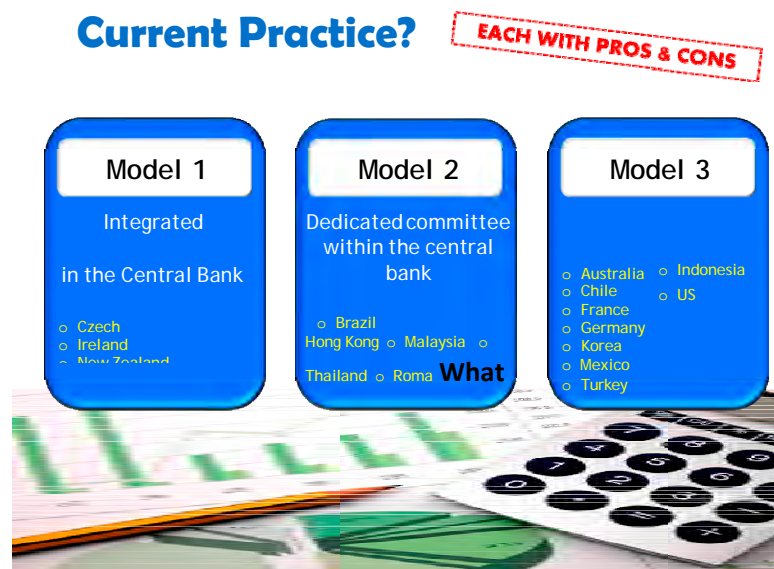 Current Practice?
EACH WITH PROS & CONS
Model 1
Integrated
in the Central Bank
o Czech
o Ireland
o New Zealand
Model 2
Dedicated committee
within the central
bank
o Brazil
Hong Kong o Malaysia o
Thailand o Roma What
Model 3
o Australia
o Chile
o France
o Germany
o Korea
o Mexico
o Turkey
o Indonesia
o US